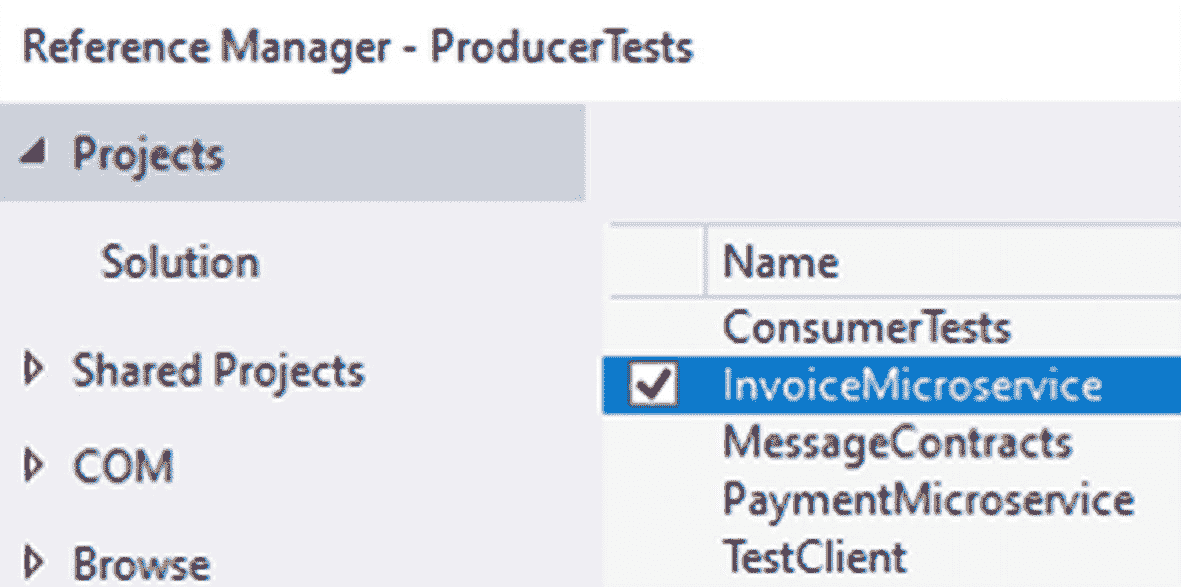 Reference Manager - ProducerTests
Projects
Solution
Shared Projects
COM
Browse
Name
ConsumerTests
InvoiceMicroservice
MessageContracts
PaymentMicroservice
TestClient